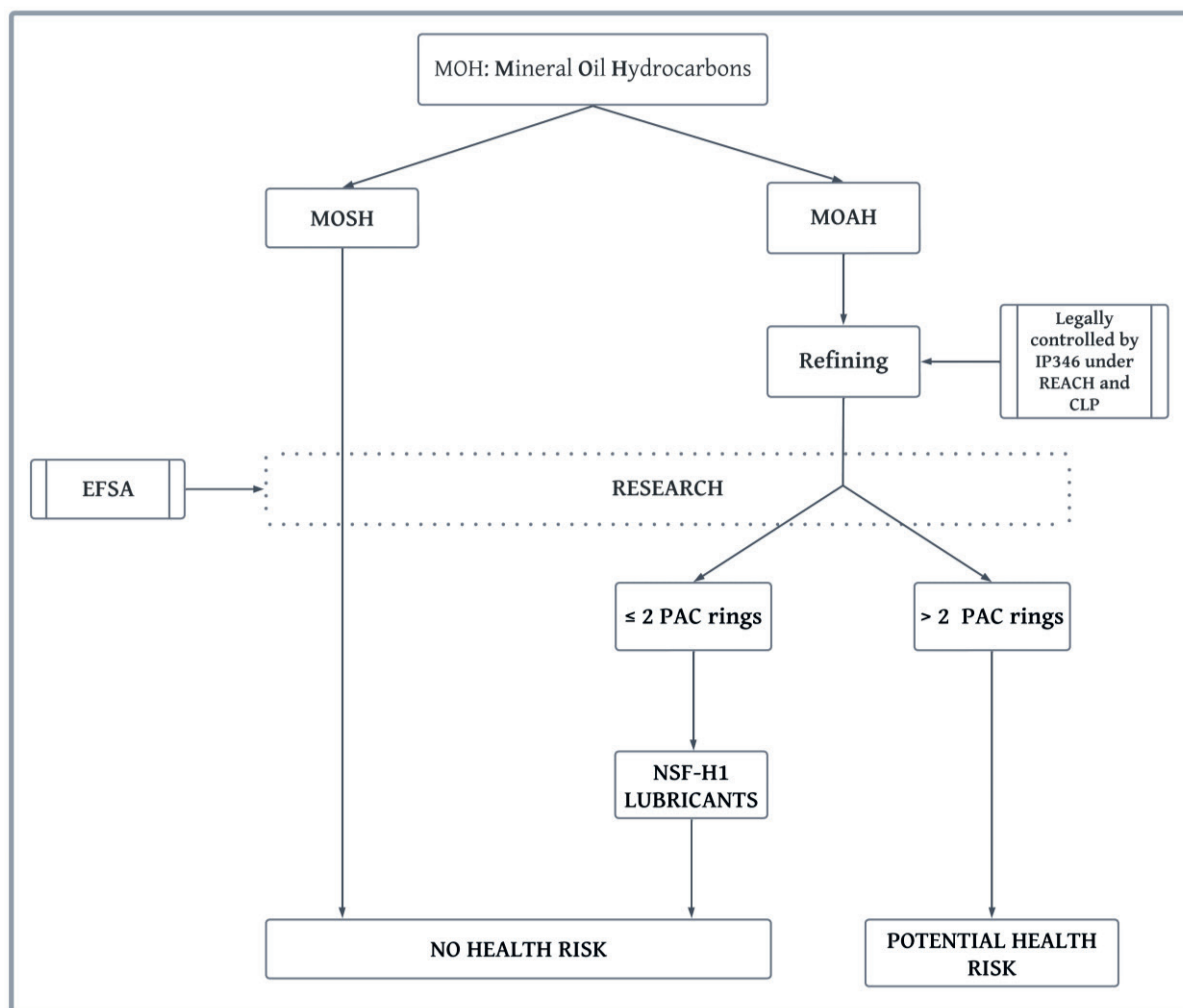 MOH: Mineral Oil Hydrocarbons
MOSH
MOAH
Refining
Legally
controlled by
IP346 under
REACH and
CLP
EFSA
RESEARCH
≤ 2 PAC rings
> 2 PAC rings
NSF-H1
LUBRICANTS
NO HEALTH RISK
POTENTIAL HEALTH
RISK